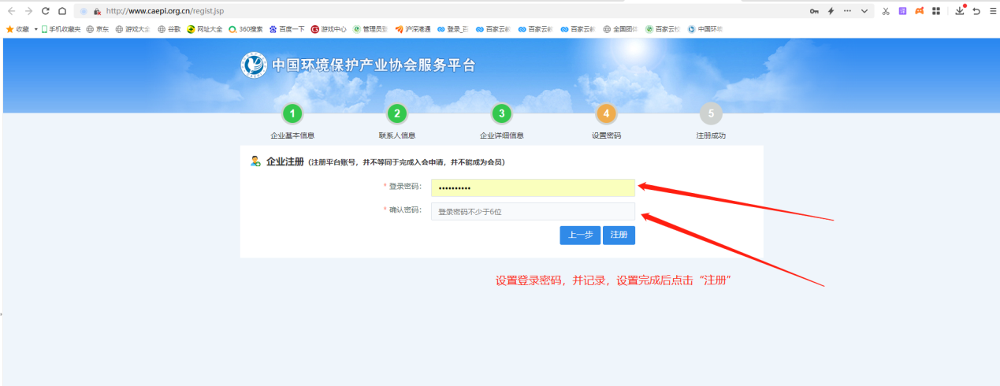 http://www.caepi.org.cn/regist.jsp
收藏 手机收藏夹 京东 游戏大全 谷歌 网址大全 360搜索 百度一下 游戏中心 管理员登 沪深港通 登录_百 百家云 百家云 百家云 全国团体 百家云校 中国环境
中国环境保护产业协会服务平台
1 2 3 4 5
企业基本信息 联系人信息 企业详细信息 设置密码 注册成功
企业注册 (注册平台账号，并不等同于完成入会申请，并不能成为会员)
* 登录密码： ••••••••••
* 确认密码： 登录密码不少于6位
上一步 注册
设置登录密码，并记录，设置完成后点击“注册”